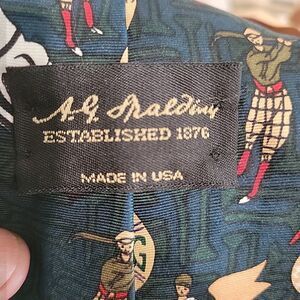 A.G. Spalding
ESTABLISHED 1876
MADE IN USA
G